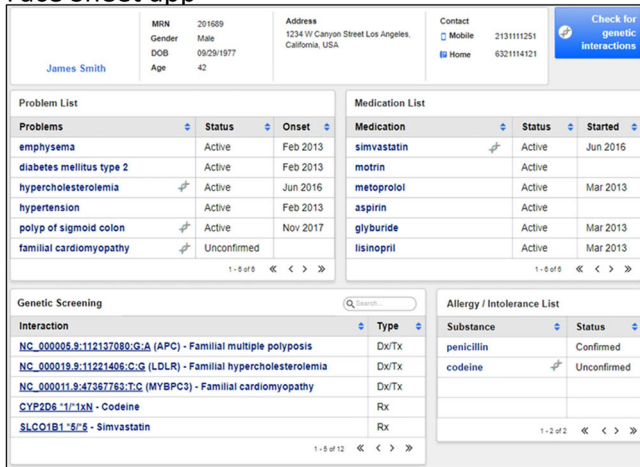 MRN 201689
Gender Male
DOB 09/29/1977
Age 42
James Smith
Address
1234 W Canyon Street Los Angeles,
California, USA
Contact
Mobile 2131111251
Home 6321114121
Check for
genetic
interactions
Problem List
Problems Status Onset
emphysema Active Feb 2013
diabetes mellitus type 2 Active
hypercholesterolemia Active Jun 2016
hypertension Active Feb 2013
polyp of sigmoid colon Active Nov 2017
familial cardiomyopathy Unconfirmed
1 - 6 of 6 « < > »
Medication List
Medication Status Started
simvastatin Active Jun 2016
motrin Active
metoprolol Active Mar 2013
aspirin Active
glyburide Active Mar 2013
lisinopril Active Mar 2013
1 - 6 of 6 « < > »
Genetic Screening
Search...
Interaction Type
NC_000005.9:112137080:G:A (APC) - Familial multiple polyposis Dx/Tx
NC_000019.9:11221406:C:G (LDLR) - Familial hypercholesterolemia Dx/Tx
NC_000011.9:47367763:T:C (MYBPC3) - Familial cardiomyopathy Dx/Tx
CYP2D6 *1/*1xN - Codeine Rx
SLCO1B1 *5/*5 - Simvastatin Rx
1 - 5 of 12 « < > »
Allergy / Intolerance List
Substance Status
penicillin Confirmed
codeine Unconfirmed
1 - 2 of 2 « < > »